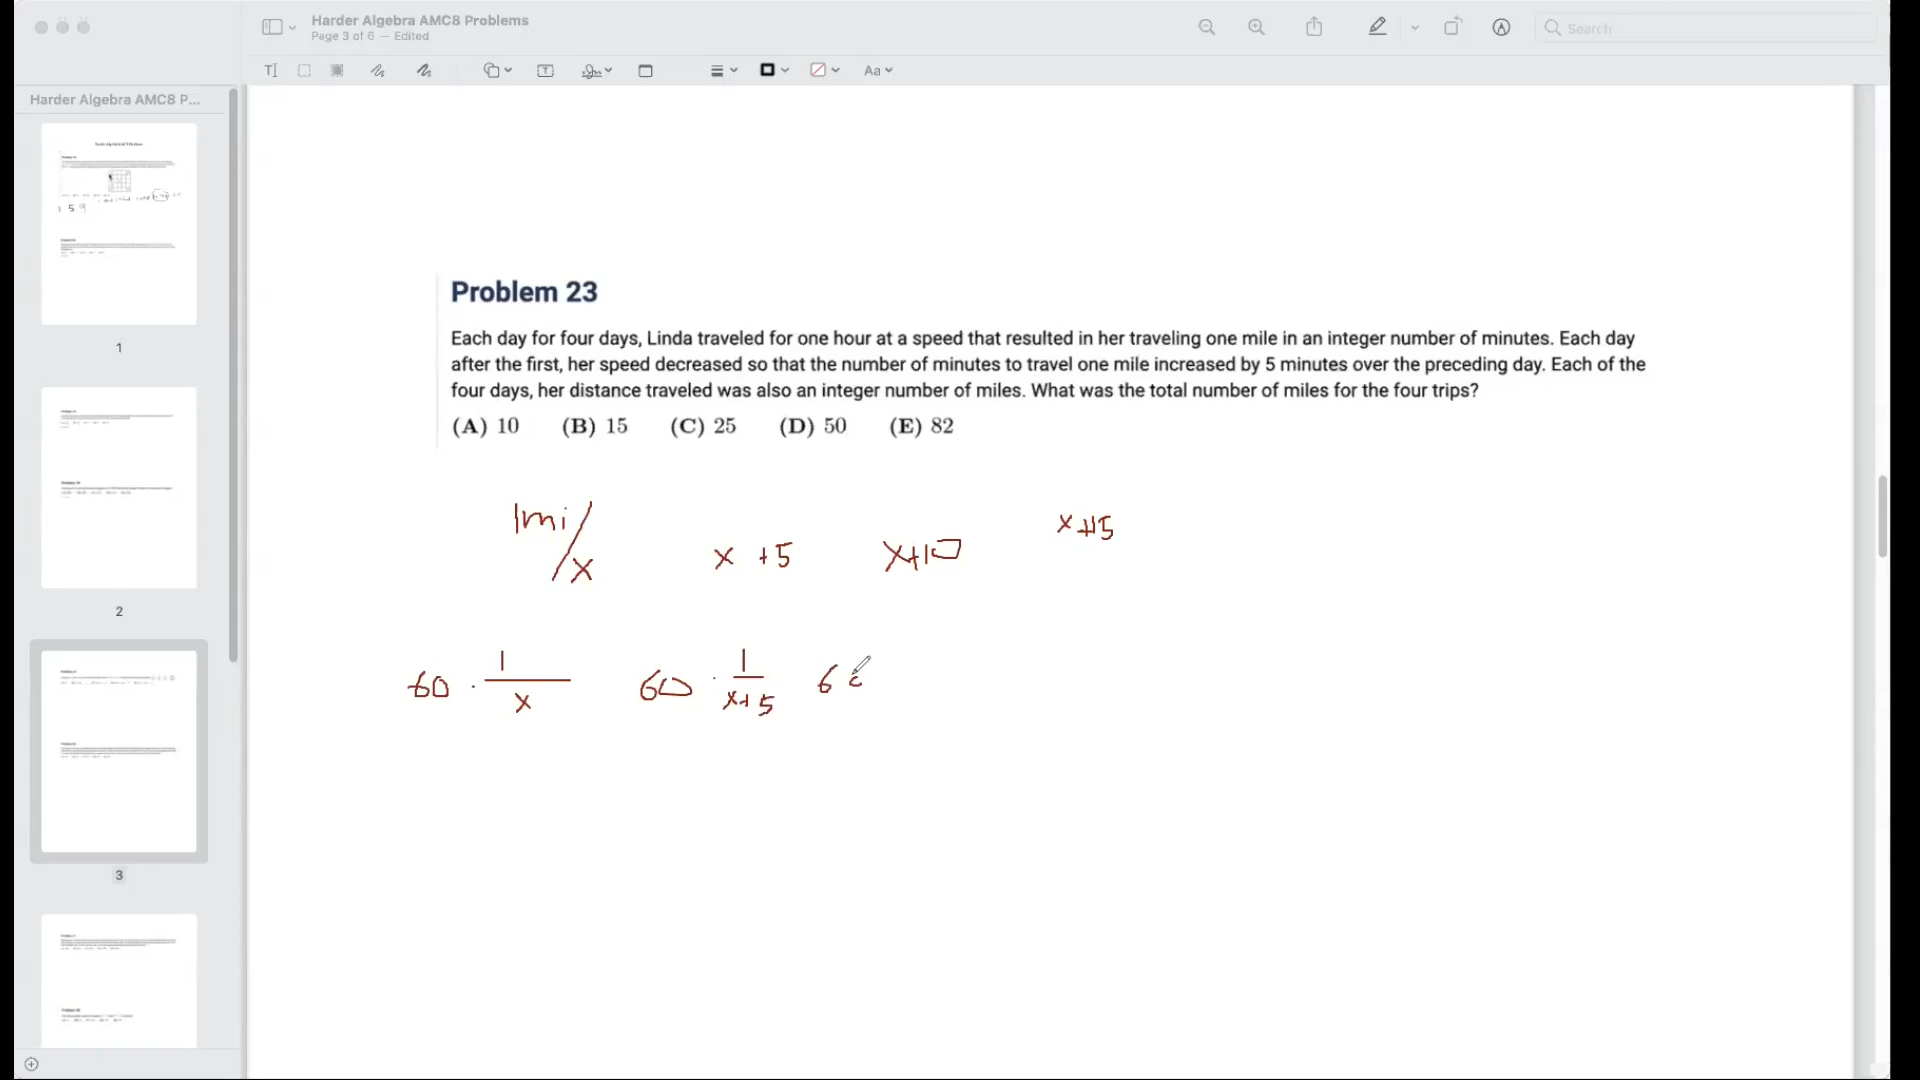 Harder Algebra AMC8 Problems
Page 3 of 6 — Edited
Search
Aa
Harder Algebra AMC8 P...
1
2
3
Problem 23
Each day for four days, Linda traveled for one hour at a speed that resulted in her traveling one mile in an integer number of minutes. Each day
after the first, her speed decreased so that the number of minutes to travel one mile increased by 5 minutes over the preceding day. Each of the
four days, her distance traveled was also an integer number of miles. What was the total number of miles for the four trips?
(A) 10 (B) 15 (C) 25 (D) 50 (E) 82
1mi/x x +5 x+10 x+15
60 · 1/x 60 · 1/x+5 6